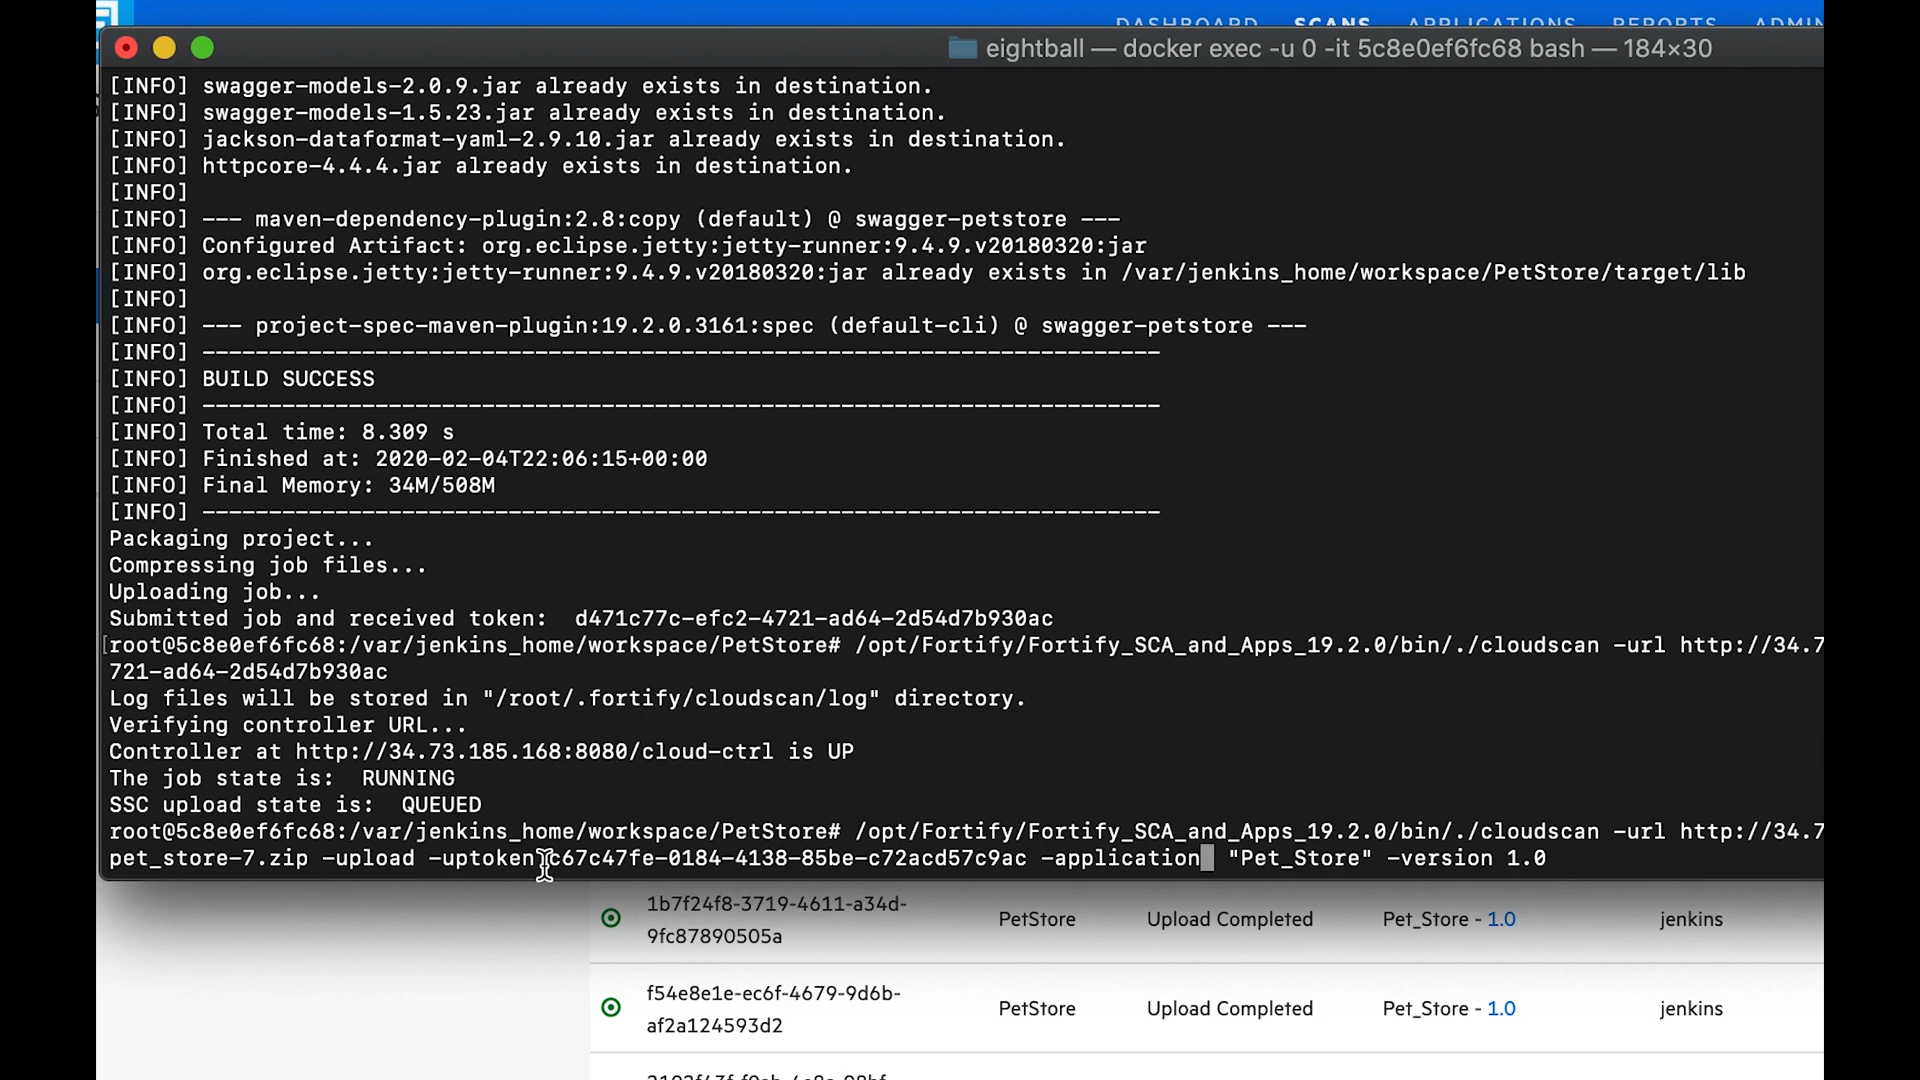 DASHBOARD SCANS APPLICATIONS REPORTS ADMIN
eightball — docker exec -u 0 -it 5c8e0ef6fc68 bash — 184×30
[INFO] swagger-models-2.0.9.jar already exists in destination.
[INFO] swagger-models-1.5.23.jar already exists in destination.
[INFO] jackson-dataformat-yaml-2.9.10.jar already exists in destination.
[INFO] httpcore-4.4.4.jar already exists in destination.
[INFO]
[INFO] --- maven-dependency-plugin:2.8:copy (default) @ swagger-petstore ---
[INFO] Configured Artifact: org.eclipse.jetty:jetty-runner:9.4.9.v20180320:jar
[INFO] org.eclipse.jetty:jetty-runner:9.4.9.v20180320:jar already exists in /var/jenkins_home/workspace/PetStore/target/lib
[INFO]
[INFO] --- project-spec-maven-plugin:19.2.0.3161:spec (default-cli) @ swagger-petstore ---
[INFO] ------------------------------------------------------------------------
[INFO] BUILD SUCCESS
[INFO] ------------------------------------------------------------------------
[INFO] Total time: 8.309 s
[INFO] Finished at: 2020-02-04T22:06:15+00:00
[INFO] Final Memory: 34M/508M
[INFO] ------------------------------------------------------------------------
Packaging project...
Compressing job files...
Uploading job...
Submitted job and received token:  d471c77c-efc2-4721-ad64-2d54d7b930ac
[root@5c8e0ef6fc68:/var/jenkins_home/workspace/PetStore# /opt/Fortify/Fortify_SCA_and_Apps_19.2.0/bin/./cloudscan -url http://34.7
721-ad64-2d54d7b930ac
Log files will be stored in "/root/.fortify/cloudscan/log" directory.
Verifying controller URL...
Controller at http://34.73.185.168:8080/cloud-ctrl is UP
The job state is:  RUNNING
SSC upload state is:  QUEUED
root@5c8e0ef6fc68:/var/jenkins_home/workspace/PetStore# /opt/Fortify/Fortify_SCA_and_Apps_19.2.0/bin/./cloudscan -url http://34.7
pet_store-7.zip -upload -uptoken c67c47fe-0184-4138-85be-c72acd57c9ac -application "Pet_Store" -version 1.0
1b7f24f8-3719-4611-a34d-
9fc87890505a PetStore Upload Completed Pet_Store - 1.0 jenkins
f54e8e1e-ec6f-4679-9d6b-
af2a124593d2 PetStore Upload Completed Pet_Store - 1.0 jenkins